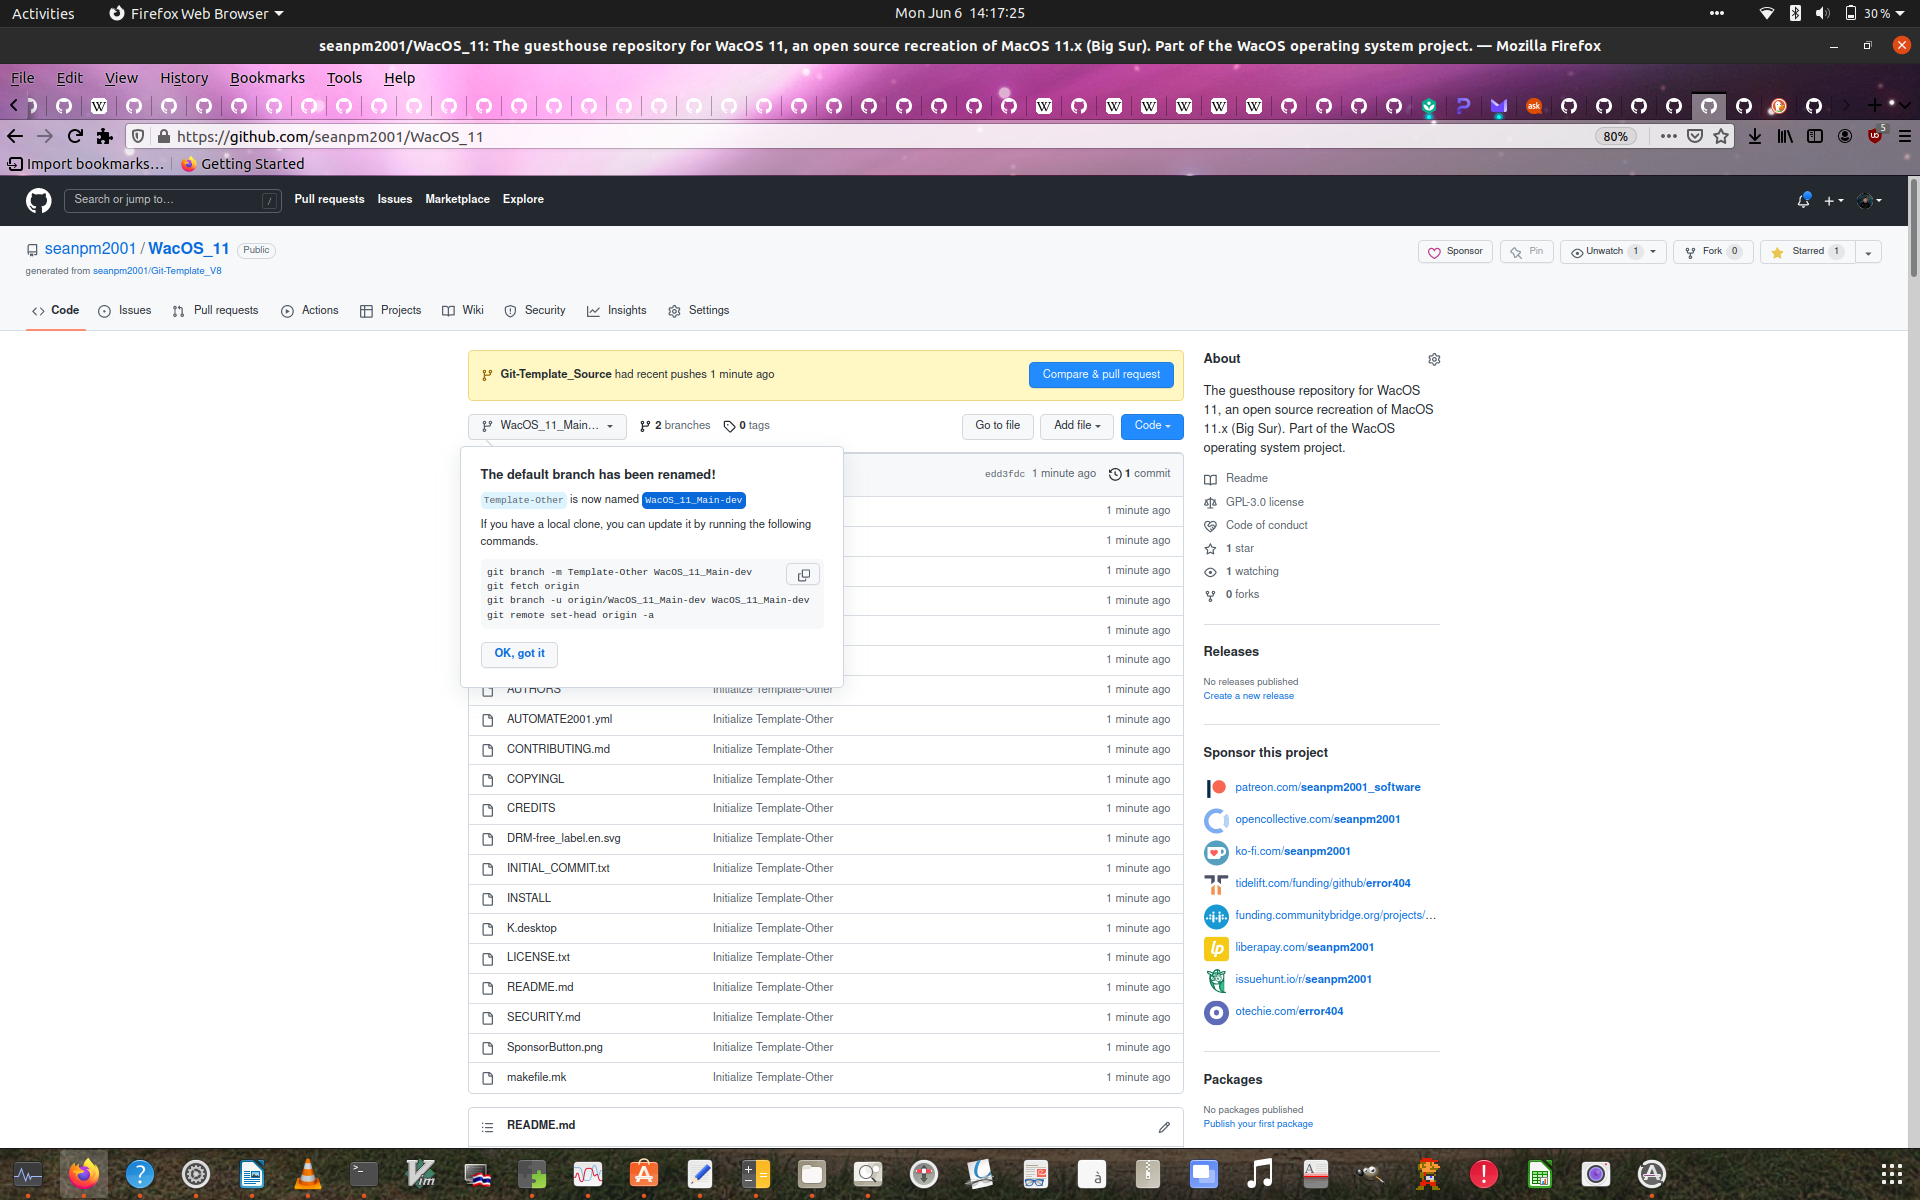 Activities
Firefox Web Browser
Mon Jun 6 14:17:25
30 %
seanpm2001/WacOS_11: The guesthouse repository for WacOS 11, an open source recreation of MacOS 11.x (Big Sur). Part of the WacOS operating system project. — Mozilla Firefox
File Edit View History Bookmarks Tools Help
https://github.com/seanpm2001/WacOS_11
80%
5
Import bookmarks…
Getting Started
Search or jump to…
/
Pull requests
Issues
Marketplace
Explore
seanpm2001 / WacOS_11
Public
generated from seanpm2001/Git-Template_V8
Sponsor
Pin
Unwatch 1
Fork 0
Starred 1
Code
Issues
Pull requests
Actions
Projects
Wiki
Security
Insights
Settings
Git-Template_Source had recent pushes 1 minute ago
Compare & pull request
WacOS_11_Main...
2 branches
0 tags
Go to file
Add file
Code
The default branch has been renamed!
Template-Other is now named WacOS_11_Main-dev
If you have a local clone, you can update it by running the following
commands.
git branch -m Template-Other WacOS_11_Main-dev
git fetch origin
git branch -u origin/WacOS_11_Main-dev WacOS_11_Main-dev
git remote set-head origin -a
OK, got it
edd3fdc 1 minute ago
1 commit
1 minute ago
1 minute ago
1 minute ago
1 minute ago
1 minute ago
1 minute ago
AUTHORS Initialize Template-Other 1 minute ago
AUTOMATE2001.yml Initialize Template-Other 1 minute ago
CONTRIBUTING.md Initialize Template-Other 1 minute ago
COPYINGL Initialize Template-Other 1 minute ago
CREDITS Initialize Template-Other 1 minute ago
DRM-free_label.en.svg Initialize Template-Other 1 minute ago
INITIAL_COMMIT.txt Initialize Template-Other 1 minute ago
INSTALL Initialize Template-Other 1 minute ago
K.desktop Initialize Template-Other 1 minute ago
LICENSE.txt Initialize Template-Other 1 minute ago
README.md Initialize Template-Other 1 minute ago
SECURITY.md Initialize Template-Other 1 minute ago
SponsorButton.png Initialize Template-Other 1 minute ago
makefile.mk Initialize Template-Other 1 minute ago
README.md
About
The guesthouse repository for WacOS
11, an open source recreation of MacOS
11.x (Big Sur). Part of the WacOS
operating system project.
Readme
GPL-3.0 license
Code of conduct
1 star
1 watching
0 forks
Releases
No releases published
Create a new release
Sponsor this project
patreon.com/seanpm2001_software
opencollective.com/seanpm2001
ko-fi.com/seanpm2001
tidelift.com/funding/github/error404
funding.communitybridge.org/projects/…
liberapay.com/seanpm2001
issuehunt.io/r/seanpm2001
otechie.com/error404
Packages
No packages published
Publish your first package